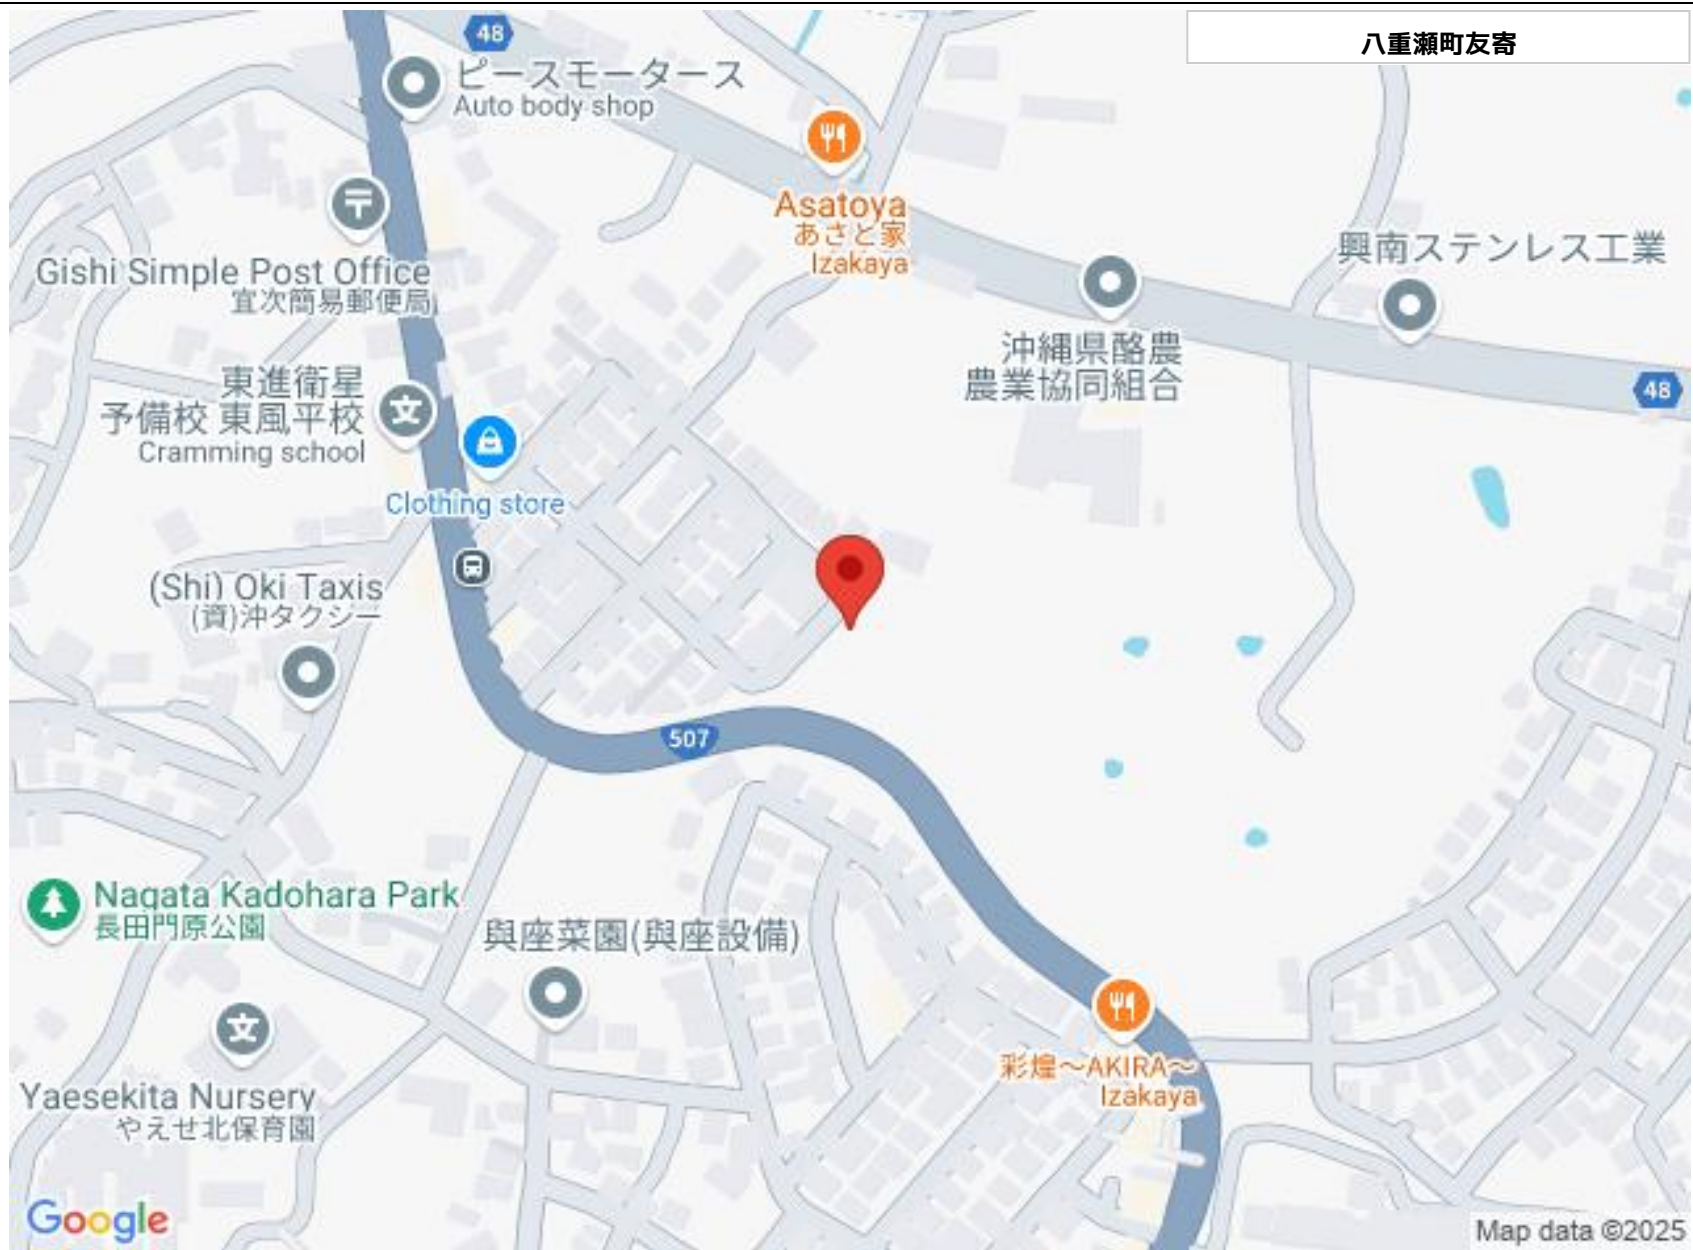 八重瀬町友寄
48
ピースモータース
Auto body shop
Asatoya
あさと家
Izakaya
Gishi Simple Post Office
宜次簡易郵便局
興南ステンレス工業
沖縄県酪農
農業協同組合
48
東進衛星
予備校 東風平校
Cramming school
文
Clothing store
(Shi) Oki Taxis
(資)沖タクシー
507
Nagata Kadohara Park
長田門原公園
與座菜園(與座設備)
文
Yaesekita Nursery
やえせ北保育園
彩煌～AKIRA～
Izakaya
Google
Map data ©2025